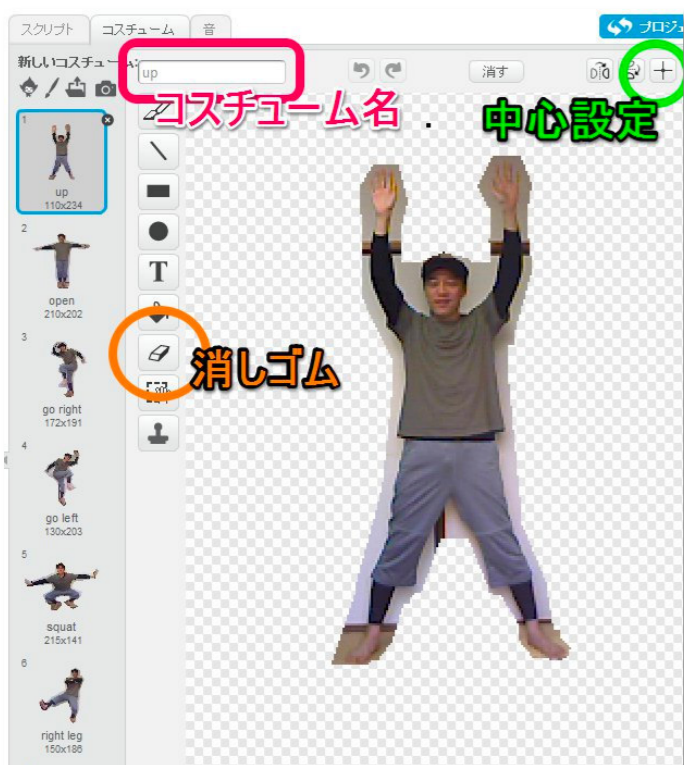 スクリプト コスチューム 音
プロジェ
新しいコスチューム:
up
消す
コスチューム名
中心設定
1
up
110x234
2
open
210x202
T
3
消しゴム
go right
172x191
4
go left
130x203
5
squat
215x141
6
right leg
150x186